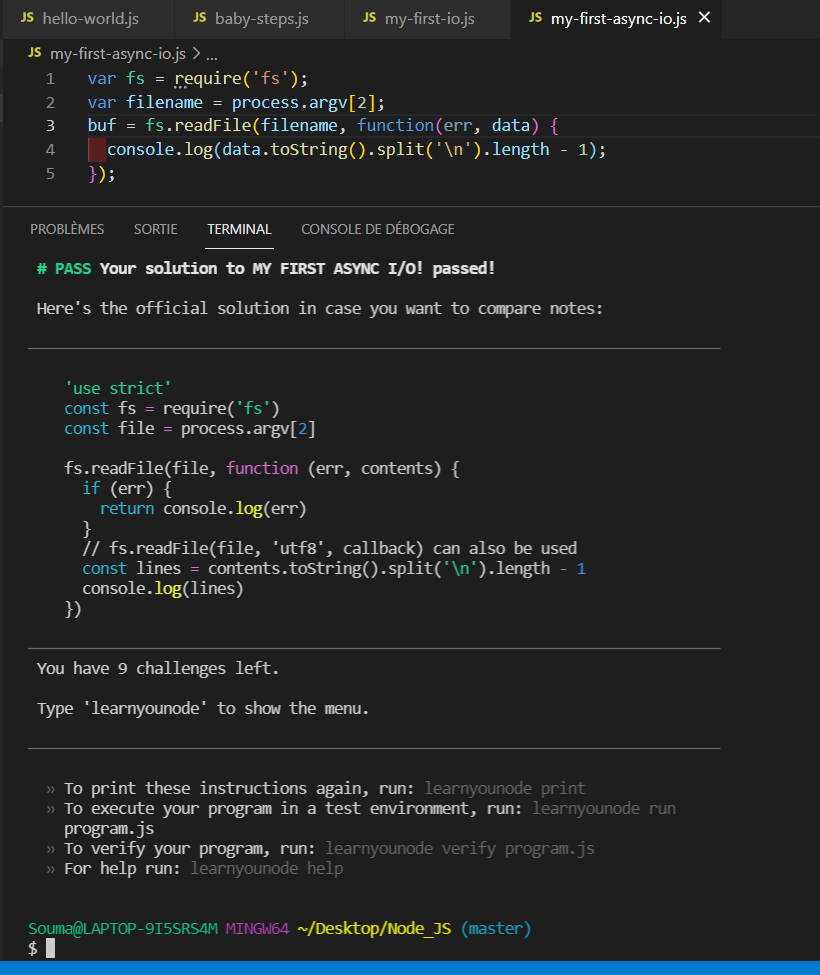 JS hello-world.js JS baby-steps.js JS my-first-io.js JS my-first-async-io.js ×
JS my-first-async-io.js > ...
1 var fs = require('fs');
2 var filename = process.argv[2];
3 buf = fs.readFile(filename, function(err, data) {
4 console.log(data.toString().split('\n').length - 1);
5 });
PROBLÈMES SORTIE TERMINAL CONSOLE DE DÉBOGAGE
# PASS Your solution to MY FIRST ASYNC I/O! passed!
Here's the official solution in case you want to compare notes:
'use strict'
const fs = require('fs')
const file = process.argv[2]
fs.readFile(file, function (err, contents) {
if (err) {
return console.log(err)
}
// fs.readFile(file, 'utf8', callback) can also be used
const lines = contents.toString().split('\n').length - 1
console.log(lines)
})
You have 9 challenges left.
Type 'learnyounode' to show the menu.
» To print these instructions again, run: learnyounode print
» To execute your program in a test environment, run: learnyounode run
program.js
» To verify your program, run: learnyounode verify program.js
» For help run: learnyounode help
Souma@LAPTOP-9I5SRS4M MINGW64 ~/Desktop/Node_JS (master)
$